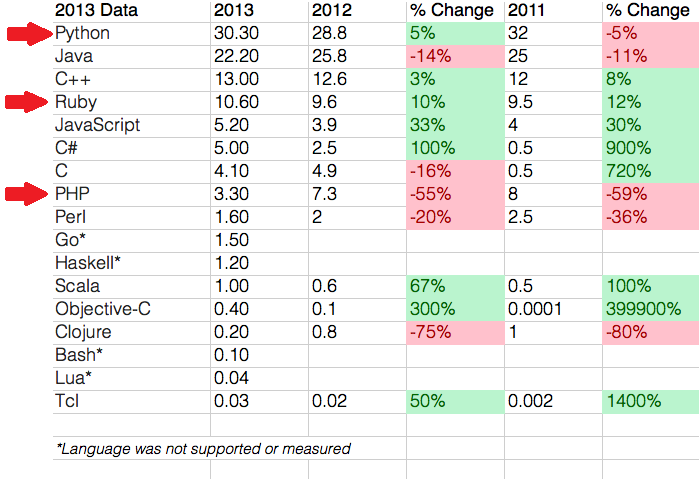 2013 Data 2013 2012 % Change 2011 % Change
Python 30.30 28.8 5% 32 -5%
Java 22.20 25.8 -14% 25 -11%
C++ 13.00 12.6 3% 12 8%
Ruby 10.60 9.6 10% 9.5 12%
JavaScript 5.20 3.9 33% 4 30%
C# 5.00 2.5 100% 0.5 900%
C 4.10 4.9 -16% 0.5 720%
PHP 3.30 7.3 -55% 8 -59%
Perl 1.60 2 -20% 2.5 -36%
Go* 1.50
Haskell* 1.20
Scala 1.00 0.6 67% 0.5 100%
Objective-C 0.40 0.1 300% 0.0001 399900%
Clojure 0.20 0.8 -75% 1 -80%
Bash* 0.10
Lua* 0.04
Tcl 0.03 0.02 50% 0.002 1400%
*Language was not supported or measured